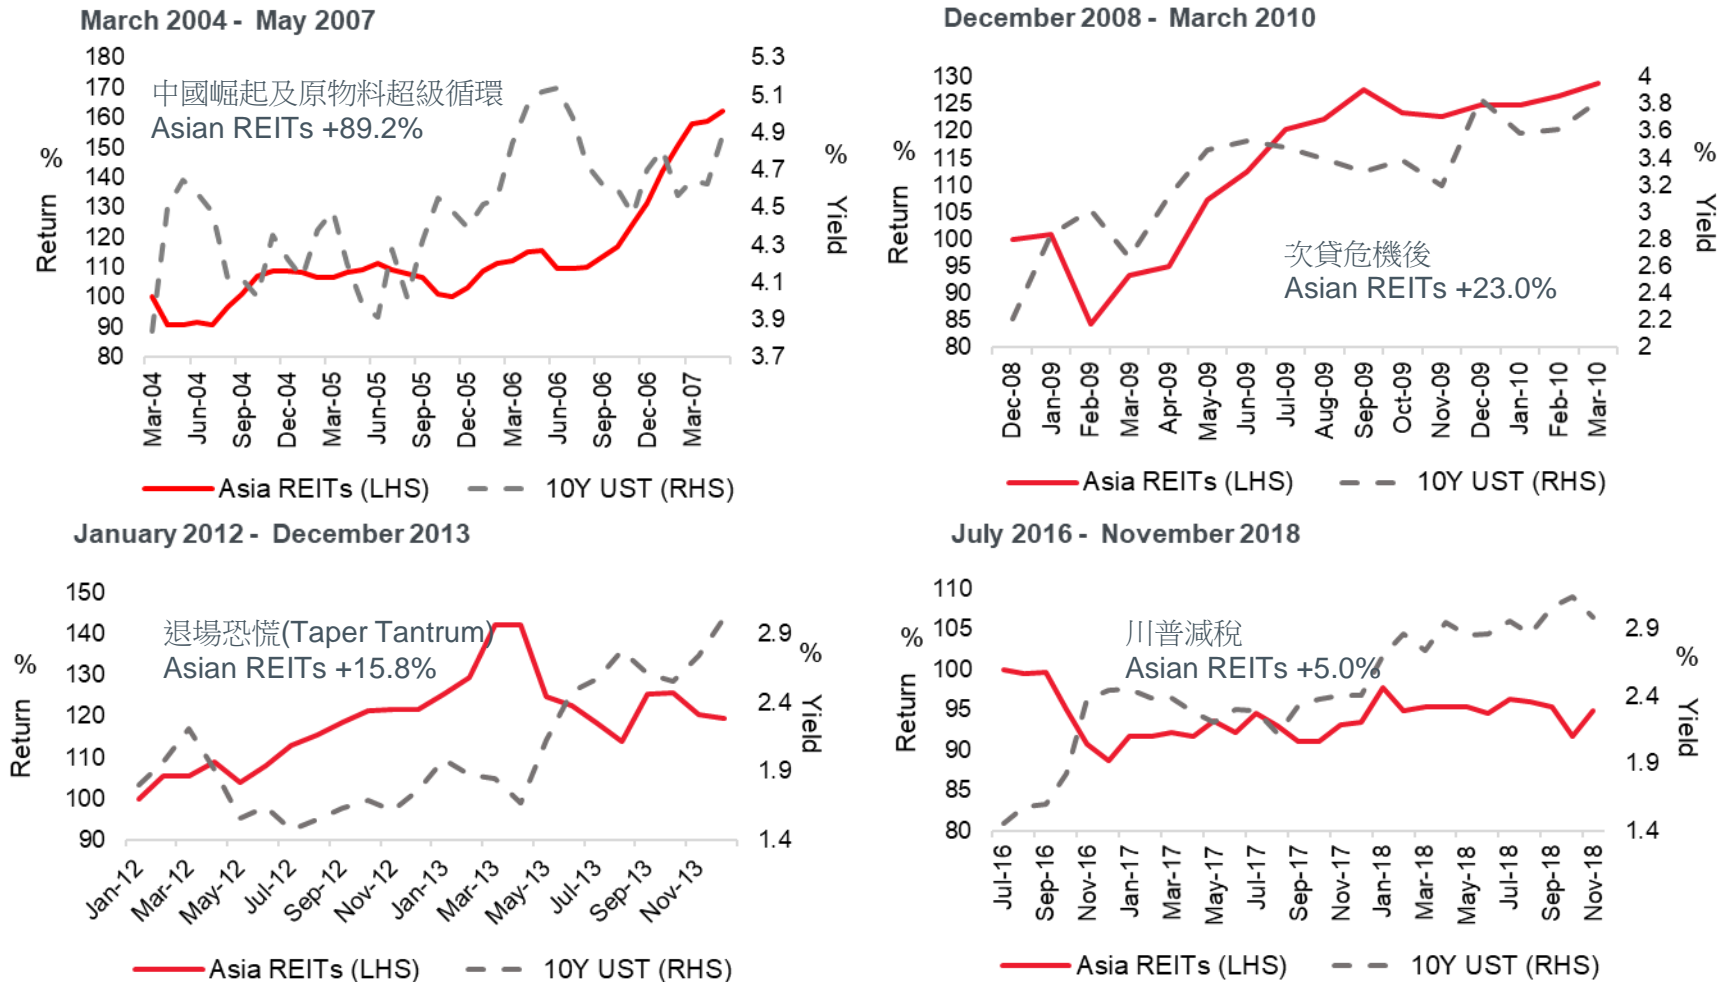 March 2004 - May 2007
180
170
160
150
140
130
120
110
100
90
80
%
Return
中國崛起及原物料超級循環
Asian REITs +89.2%
5.3
5.1
4.9
4.7
4.5
4.3
4.1
3.9
3.7
%
Yield
Mar-04
Jun-04
Sep-04
Dec-04
Mar-05
Jun-05
Sep-05
Dec-05
Mar-06
Jun-06
Sep-06
Dec-06
Mar-07
Asia REITs (LHS)
10Y UST (RHS)
December 2008 - March 2010
130
125
120
115
110
105
100
95
90
85
80
%
Return
次貸危機後
Asian REITs +23.0%
4
3.8
3.6
3.4
3.2
3
2.8
2.6
2.4
2.2
2
%
Yield
Dec-08
Jan-09
Feb-09
Mar-09
Apr-09
May-09
Jun-09
Jul-09
Aug-09
Sep-09
Oct-09
Nov-09
Dec-09
Jan-10
Feb-10
Mar-10
Asia REITs (LHS)
10Y UST (RHS)
January 2012 - December 2013
150
140
130
120
110
100
90
%
Return
退場恐慌(Taper Tantrum)
Asian REITs +15.8%
2.9
2.4
1.9
1.4
%
Yield
Jan-12
Mar-12
May-12
Jul-12
Sep-12
Nov-12
Jan-13
Mar-13
May-13
Jul-13
Sep-13
Nov-13
Asia REITs (LHS)
10Y UST (RHS)
July 2016 - November 2018
110
105
100
95
90
85
80
%
Return
川普減稅
Asian REITs +5.0%
2.9
2.4
1.9
1.4
%
Yield
Jul-16
Sep-16
Nov-16
Jan-17
Mar-17
May-17
Jul-17
Sep-17
Nov-17
Jan-18
Mar-18
May-18
Jul-18
Sep-18
Nov-18
Asia REITs (LHS)
10Y UST (RHS)